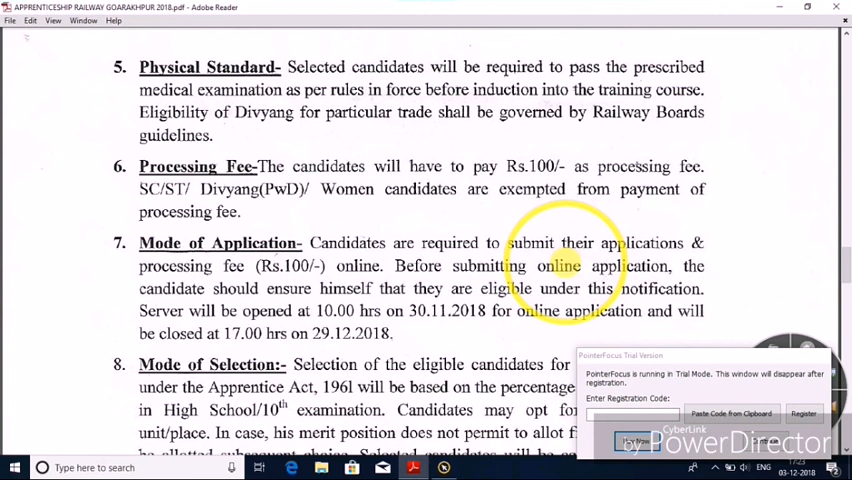 APPRENTICESHIP RAILWAY GOARAKHPUR 2018.pdf - Adobe Reader
File Edit View Window Help
5. Physical Standard- Selected candidates will be required to pass the prescribed
medical examination as per rules in force before induction into the training course.
Eligibility of Divyang for particular trade shall be governed by Railway Boards
guidelines.
6. Processing Fee-The candidates will have to pay Rs.100/- as processing fee.
SC/ST/ Divyang(PwD)/ Women candidates are exempted from payment of
processing fee.
7. Mode of Application- Candidates are required to submit their applications &
processing fee (Rs.100/-) online. Before submitting online application, the
candidate should ensure himself that they are eligible under this notification.
Server will be opened at 10.00 hrs on 30.11.2018 for online application and will
be closed at 17.00 hrs on 29.12.2018.
8. Mode of Selection:- Selection of the eligible candidates for
under the Apprentice Act, 1961 will be based on the percentage
in High School/10th examination. Candidates may opt for
unit/place. In case, his merit position does not permit to allot
PointerFocus Trial Version
PointerFocus is running in Trial Mode. This window will disappear after
registration.
Enter Registration Code:
Paste Code from Clipboard Register
CyberLink
by PowerDirector
Type here to search
ENG
17:23
03-12-2018
2